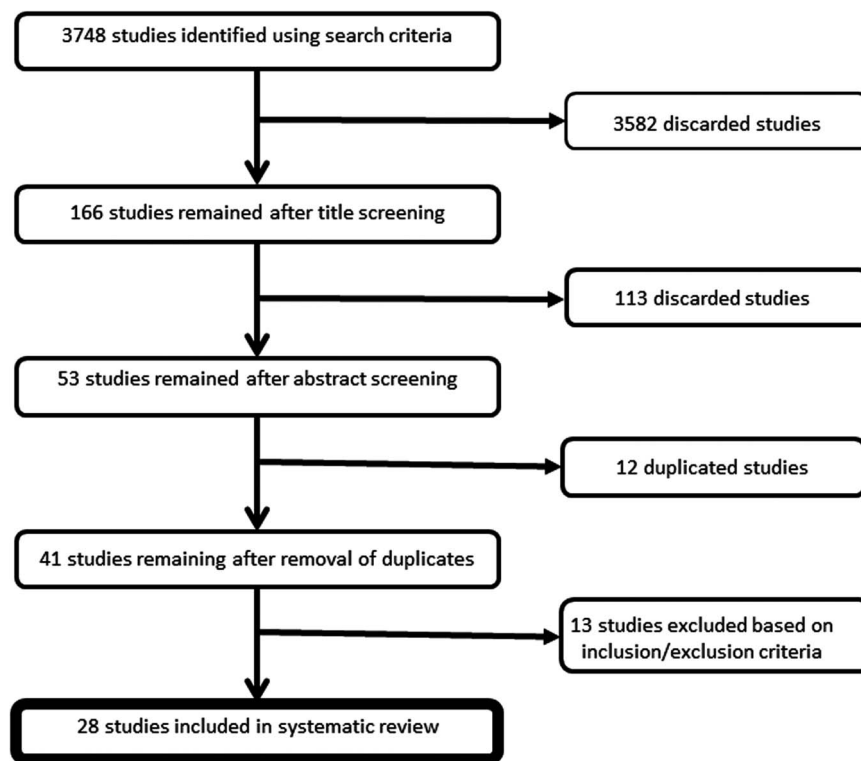 3748 studies identified using search criteria
3582 discarded studies
166 studies remained after title screening
113 discarded studies
53 studies remained after abstract screening
12 duplicated studies
41 studies remaining after removal of duplicates
13 studies excluded based on
inclusion/exclusion criteria
28 studies included in systematic review